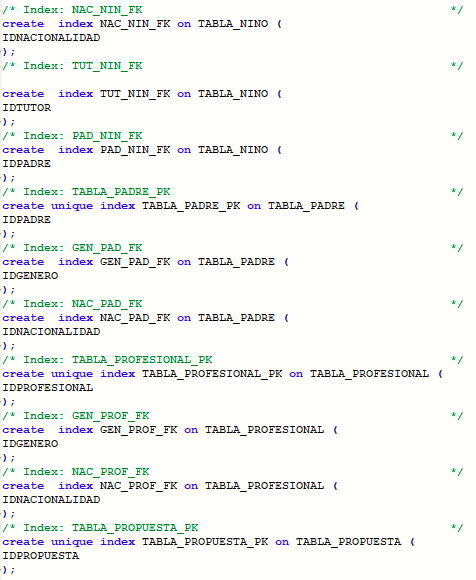 /* Index: NAC_NIN_FK */
create  index NAC_NIN_FK on TABLA_NINO (
IDNACIONALIDAD
);
/* Index: TUT_NIN_FK */
create  index TUT_NIN_FK on TABLA_NINO (
IDTUTOR
);
/* Index: PAD_NIN_FK */
create  index PAD_NIN_FK on TABLA_NINO (
IDPADRE
);
/* Index: TABLA_PADRE_PK */
create unique index TABLA_PADRE_PK on TABLA_PADRE (
IDPADRE
);
/* Index: GEN_PAD_FK */
create  index GEN_PAD_FK on TABLA_PADRE (
IDGENERO
);
/* Index: NAC_PAD_FK */
create  index NAC_PAD_FK on TABLA_PADRE (
IDNACIONALIDAD
);
/* Index: TABLA_PROFESIONAL_PK */
create unique index TABLA_PROFESIONAL_PK on TABLA_PROFESIONAL (
IDPROFESIONAL
);
/* Index: GEN_PROF_FK */
create  index GEN_PROF_FK on TABLA_PROFESIONAL (
IDGENERO
);
/* Index: NAC_PROF_FK */
create  index NAC_PROF_FK on TABLA_PROFESIONAL (
IDNACIONALIDAD
);
/* Index: TABLA_PROPUESTA_PK */
create unique index TABLA_PROPUESTA_PK on TABLA_PROPUESTA (
IDPROPUESTA
);